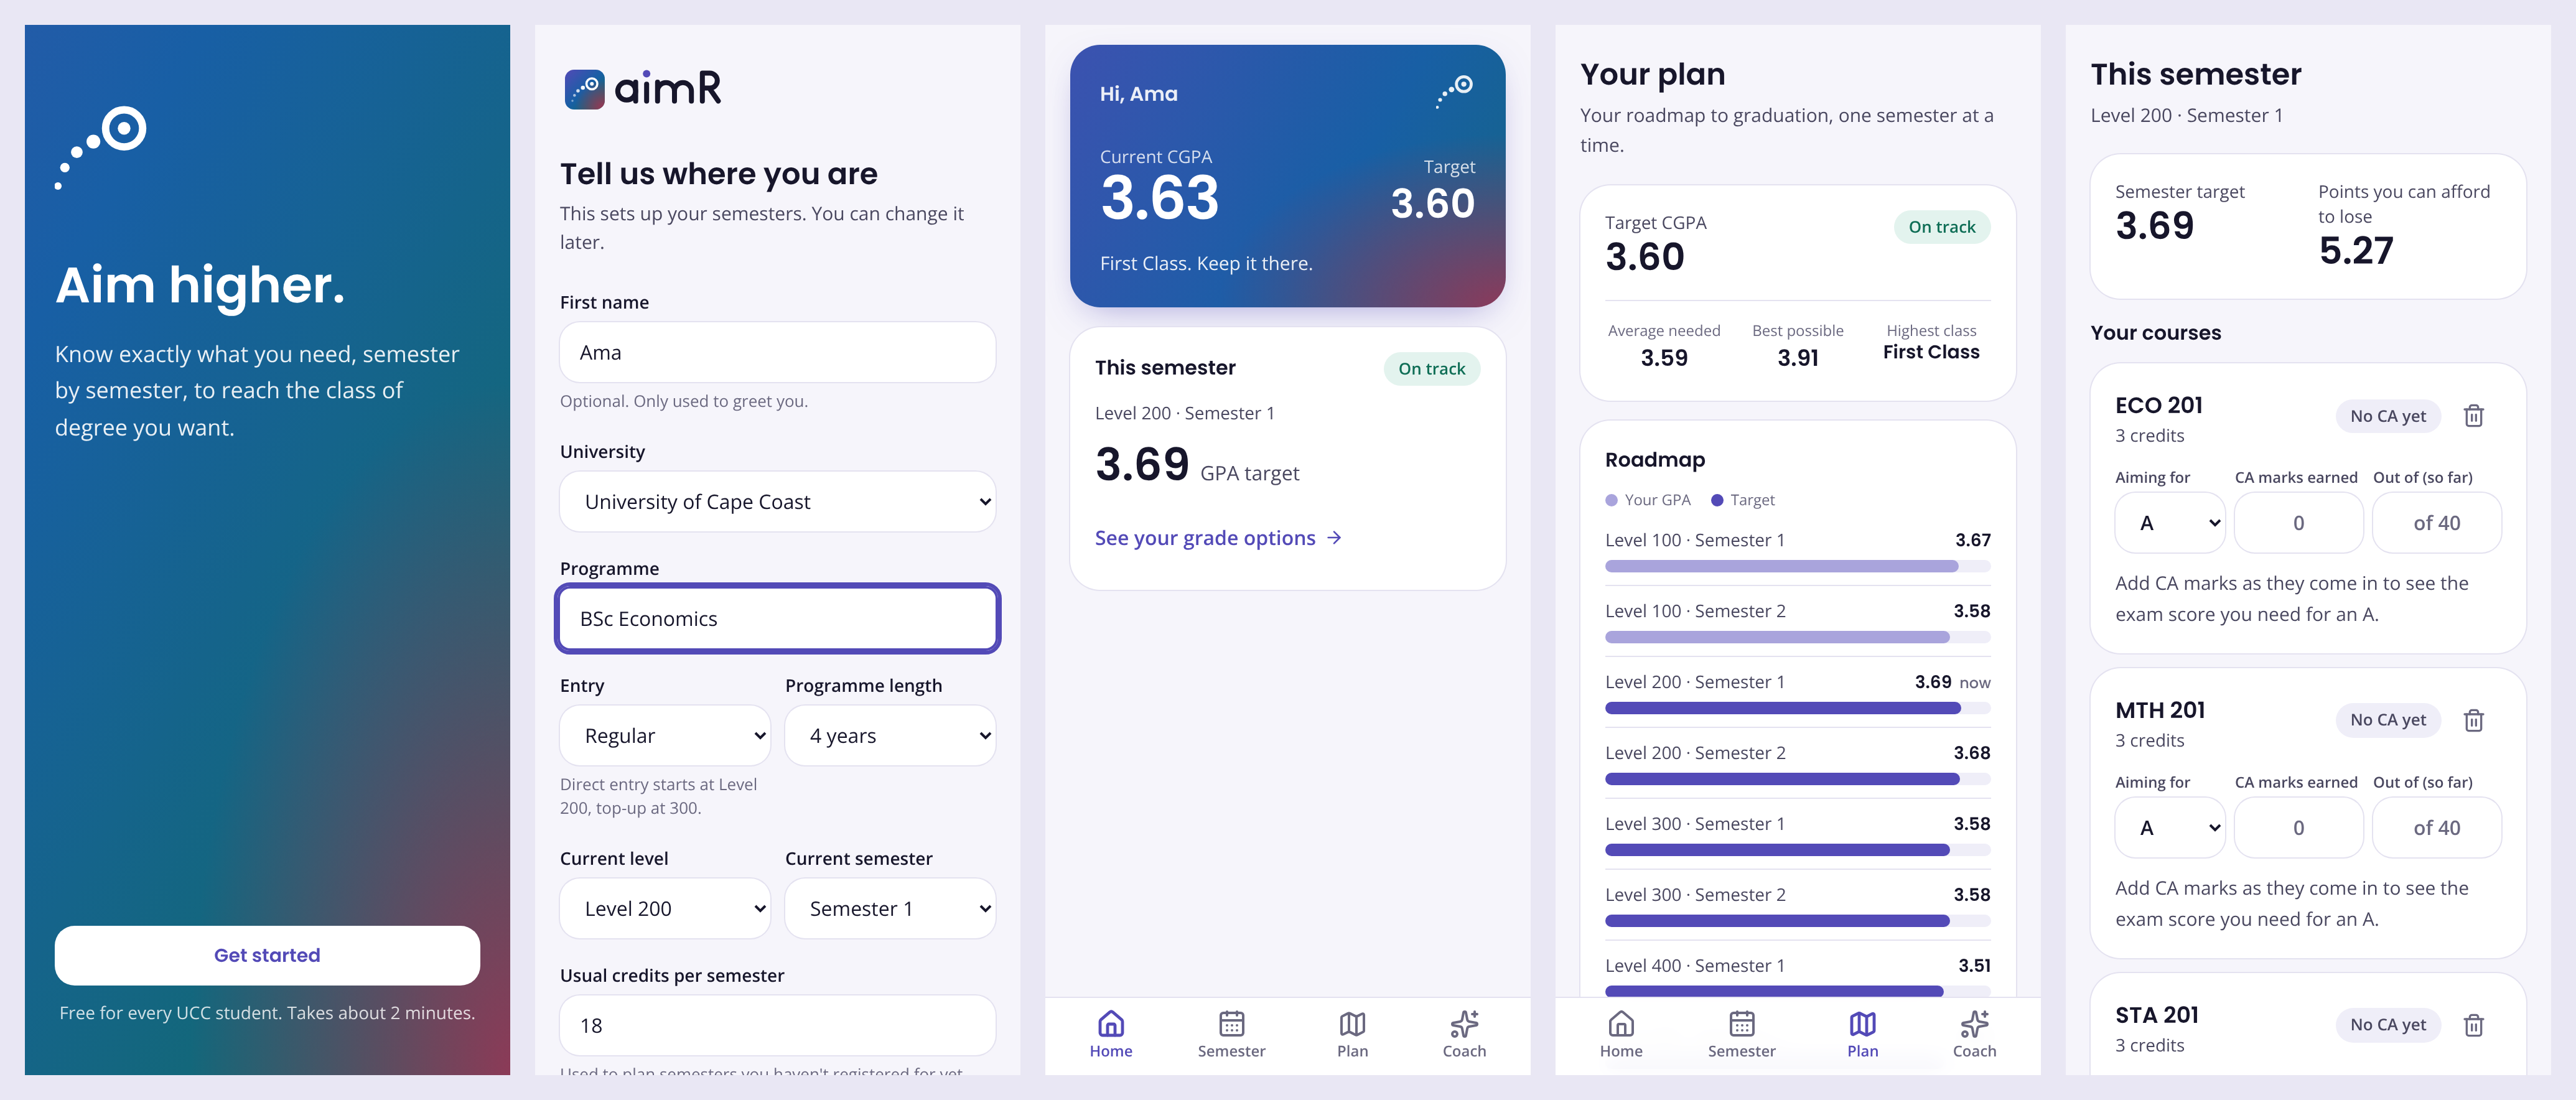 Aim higher.
Know exactly what you need, semester
by semester, to reach the class of
degree you want.
Get started
Free for every UCC student. Takes about 2 minutes.
aimR
Tell us where you are
This sets up your semesters. You can change it
later.
First name
Ama
Optional. Only used to greet you.
University
University of Cape Coast
Programme
BSc Economics
Entry
Programme length
Regular
4 years
Direct entry starts at Level
200, top-up at 300.
Current level
Current semester
Level 200
Semester 1
Usual credits per semester
18
Used to plan semesters you haven't registered for yet
Hi, Ama
Current CGPA
Target
3.63
3.60
First Class. Keep it there.
This semester
On track
Level 200 · Semester 1
3.69 GPA target
See your grade options →
Home
Semester
Plan
Coach
Your plan
Your roadmap to graduation, one semester at a
time.
Target CGPA
On track
3.60
Average needed
Best possible
Highest class
3.59
3.91
First Class
Roadmap
Your GPA
Target
Level 100 · Semester 1 3.67
Level 100 · Semester 2 3.58
Level 200 · Semester 1 3.69 now
Level 200 · Semester 2 3.68
Level 300 · Semester 1 3.58
Level 300 · Semester 2 3.58
Level 400 · Semester 1 3.51
Home
Semester
Plan
Coach
This semester
Level 200 · Semester 1
Semester target
3.69
Points you can afford
to lose
5.27
Your courses
ECO 201
3 credits
No CA yet
Aiming for
CA marks earned
Out of (so far)
A
0
of 40
Add CA marks as they come in to see the
exam score you need for an A.
MTH 201
3 credits
No CA yet
Aiming for
CA marks earned
Out of (so far)
A
0
of 40
Add CA marks as they come in to see the
exam score you need for an A.
STA 201
3 credits
No CA yet